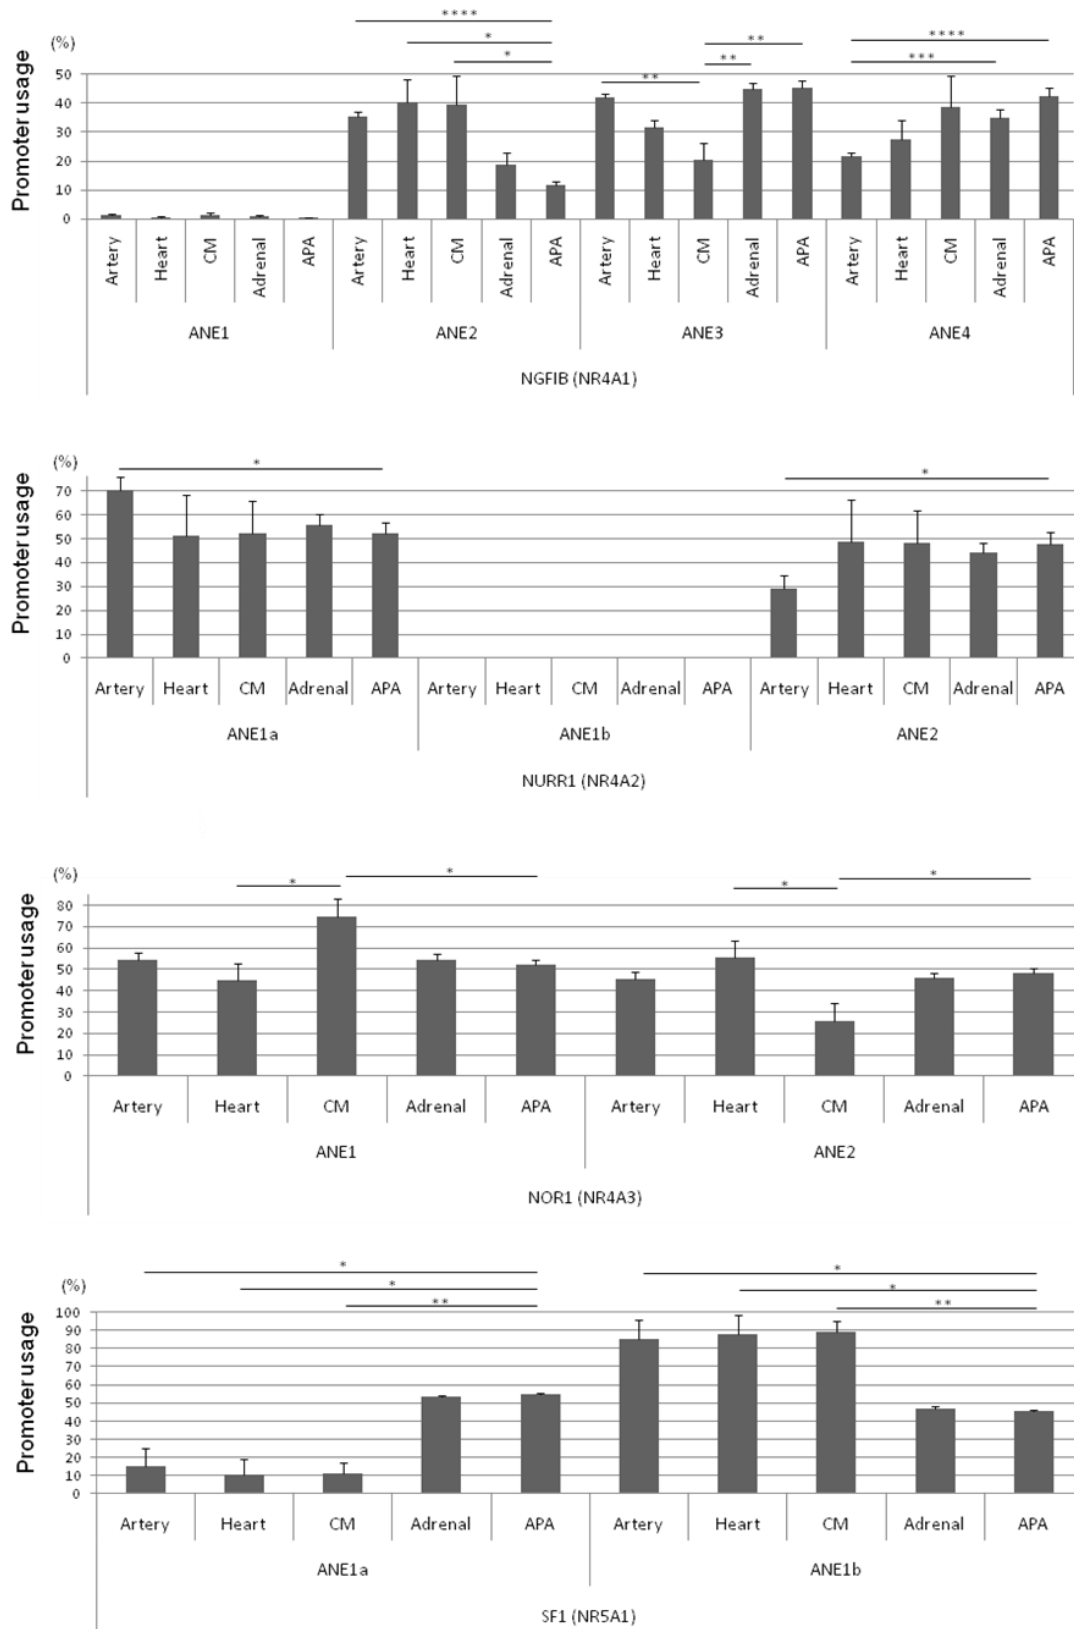 ****
(%) * ** ****
* ** ** ***
Promoter usage
50
40
30
20
10
0
Artery Heart CM Adrenal APA Artery Heart CM Adrenal APA Artery Heart CM Adrenal APA Artery Heart CM Adrenal APA
ANE1 ANE2 ANE3 ANE4
NGFIB (NR4A1)
(%) * *
Promoter usage
70
60
50
40
30
20
10
0
Artery Heart CM Adrenal APA Artery Heart CM Adrenal APA Artery Heart CM Adrenal APA
ANE1a ANE1b ANE2
NURR1 (NR4A2)
(%) * * * *
Promoter usage
80
70
60
50
40
30
20
10
0
Artery Heart CM Adrenal APA Artery Heart CM Adrenal APA
ANE1 ANE2
NOR1 (NR4A3)
* *
(%) * *
** **
Promoter usage
100
90
80
70
60
50
40
30
20
10
0
Artery Heart CM Adrenal APA Artery Heart CM Adrenal APA
ANE1a ANE1b
SF1 (NR5A1)